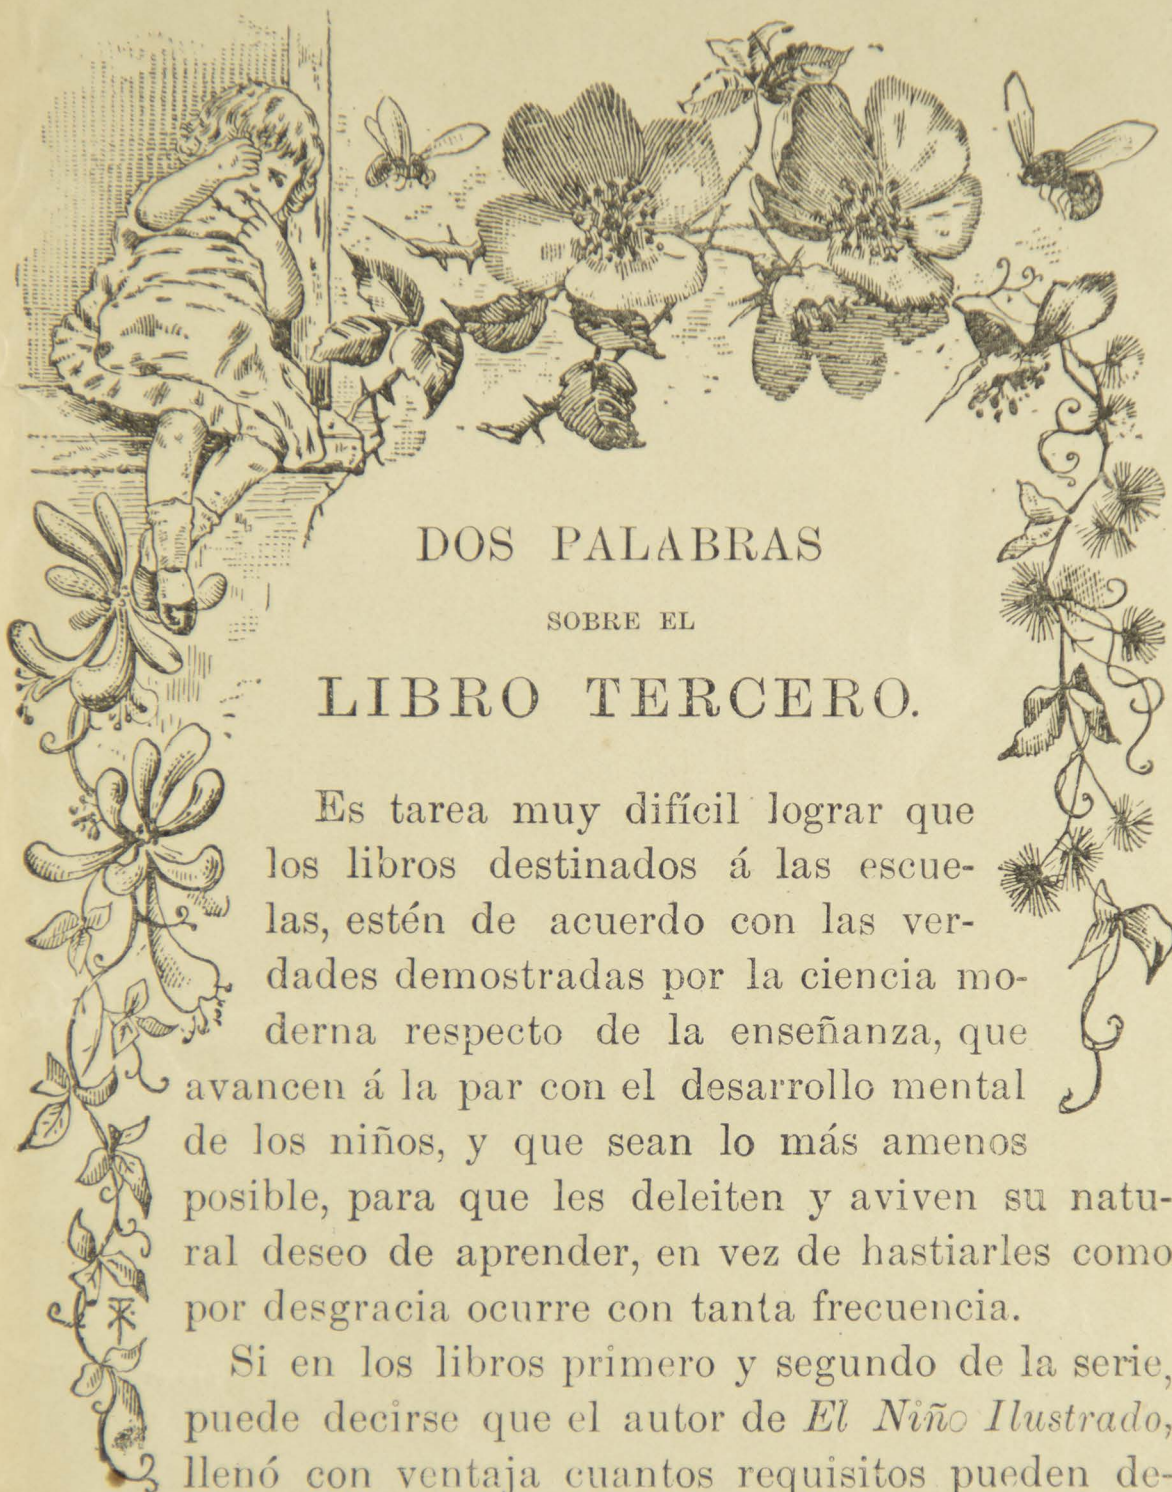 DOS PALABRAS
SOBRE EL
LIBRO TERCERO.
Es tarea muy difícil lograr que
los libros destinados á las escue-
las, estén de acuerdo con las ver-
dades demostradas por la ciencia mo-
derna respecto de la enseñanza, que
avancen á la par con el desarrollo mental
de los niños, y que sean lo más amenos
posible, para que les deleiten y aviven su natu-
ral deseo de aprender, en vez de hastiarles como
por desgracia ocurre con tanta frecuencia.
Si en los libros primero y segundo de la serie,
puede decirse que el autor de El Niño Ilustrado,
llenó con ventaja cuantos requisitos pueden de-